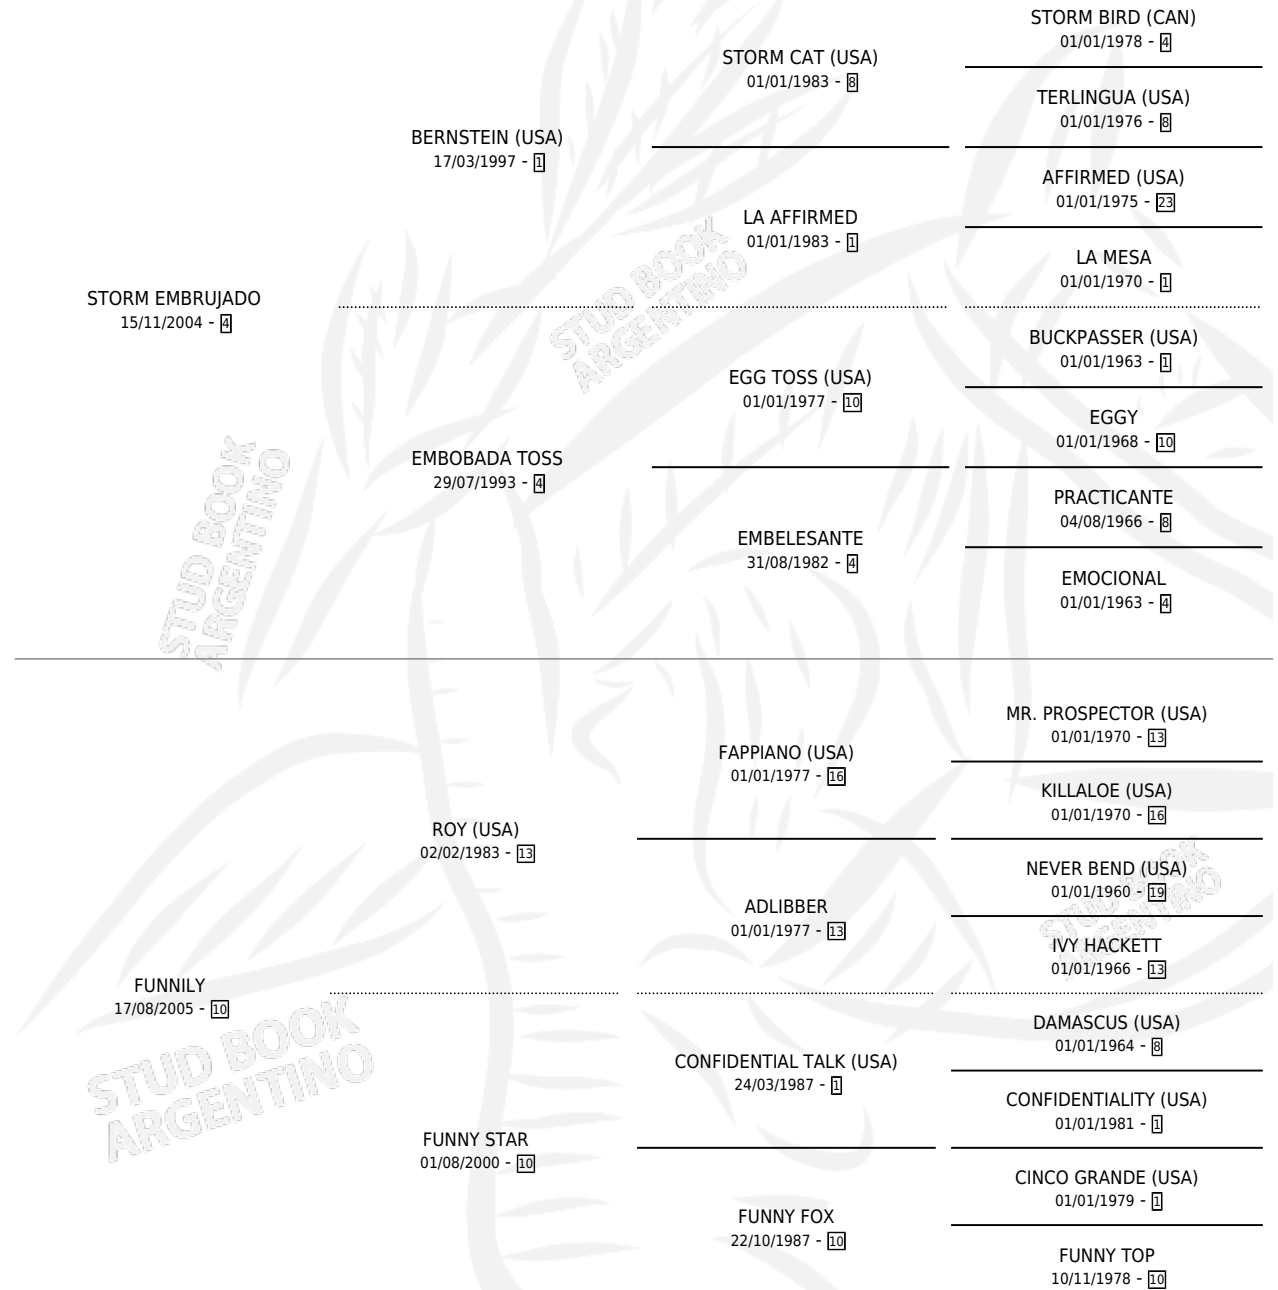 STORM BIRD (CAN)
01/01/1978 - 4
STORM CAT (USA)
01/01/1983 - 8
TERLINGUA (USA)
01/01/1976 - 8
BERNSTEIN (USA)
17/03/1997 - 1
AFFIRMED (USA)
01/01/1975 - 23
LA AFFIRMED
01/01/1983 - 1
LA MESA
01/01/1970 - 1
STORM EMBRUJADO
15/11/2004 - 4
STUD BOOK
ARGENTINO
BUCKPASSER (USA)
01/01/1963 - 1
EGG TOSS (USA)
01/01/1977 - 10
EGGY
01/01/1968 - 10
EMBOBADA TOSS
29/07/1993 - 4
PRACTICANTE
04/08/1966 - 8
EMBELESANTE
31/08/1982 - 4
EMOCIONAL
01/01/1963 - 4
STUD BOOK
ARGENTINO
MR. PROSPECTOR (USA)
01/01/1970 - 13
FAPPIANO (USA)
01/01/1977 - 16
KILLALOE (USA)
01/01/1970 - 16
ROY (USA)
02/02/1983 - 13
NEVER BEND (USA)
01/01/1960 - 19
ADLIBBER
01/01/1977 - 13
IVY HACKETT
01/01/1966 - 13
STUD BOOK
ARGENTINO
FUNNILY
17/08/2005 - 10
DAMASCUS (USA)
01/01/1964 - 8
CONFIDENTIAL TALK (USA)
24/03/1987 - 1
CONFIDENTIALITY (USA)
01/01/1981 - 1
STUD BOOK
ARGENTINO
FUNNY STAR
01/08/2000 - 10
CINCO GRANDE (USA)
01/01/1979 - 1
FUNNY FOX
22/10/1987 - 10
FUNNY TOP
10/11/1978 - 10